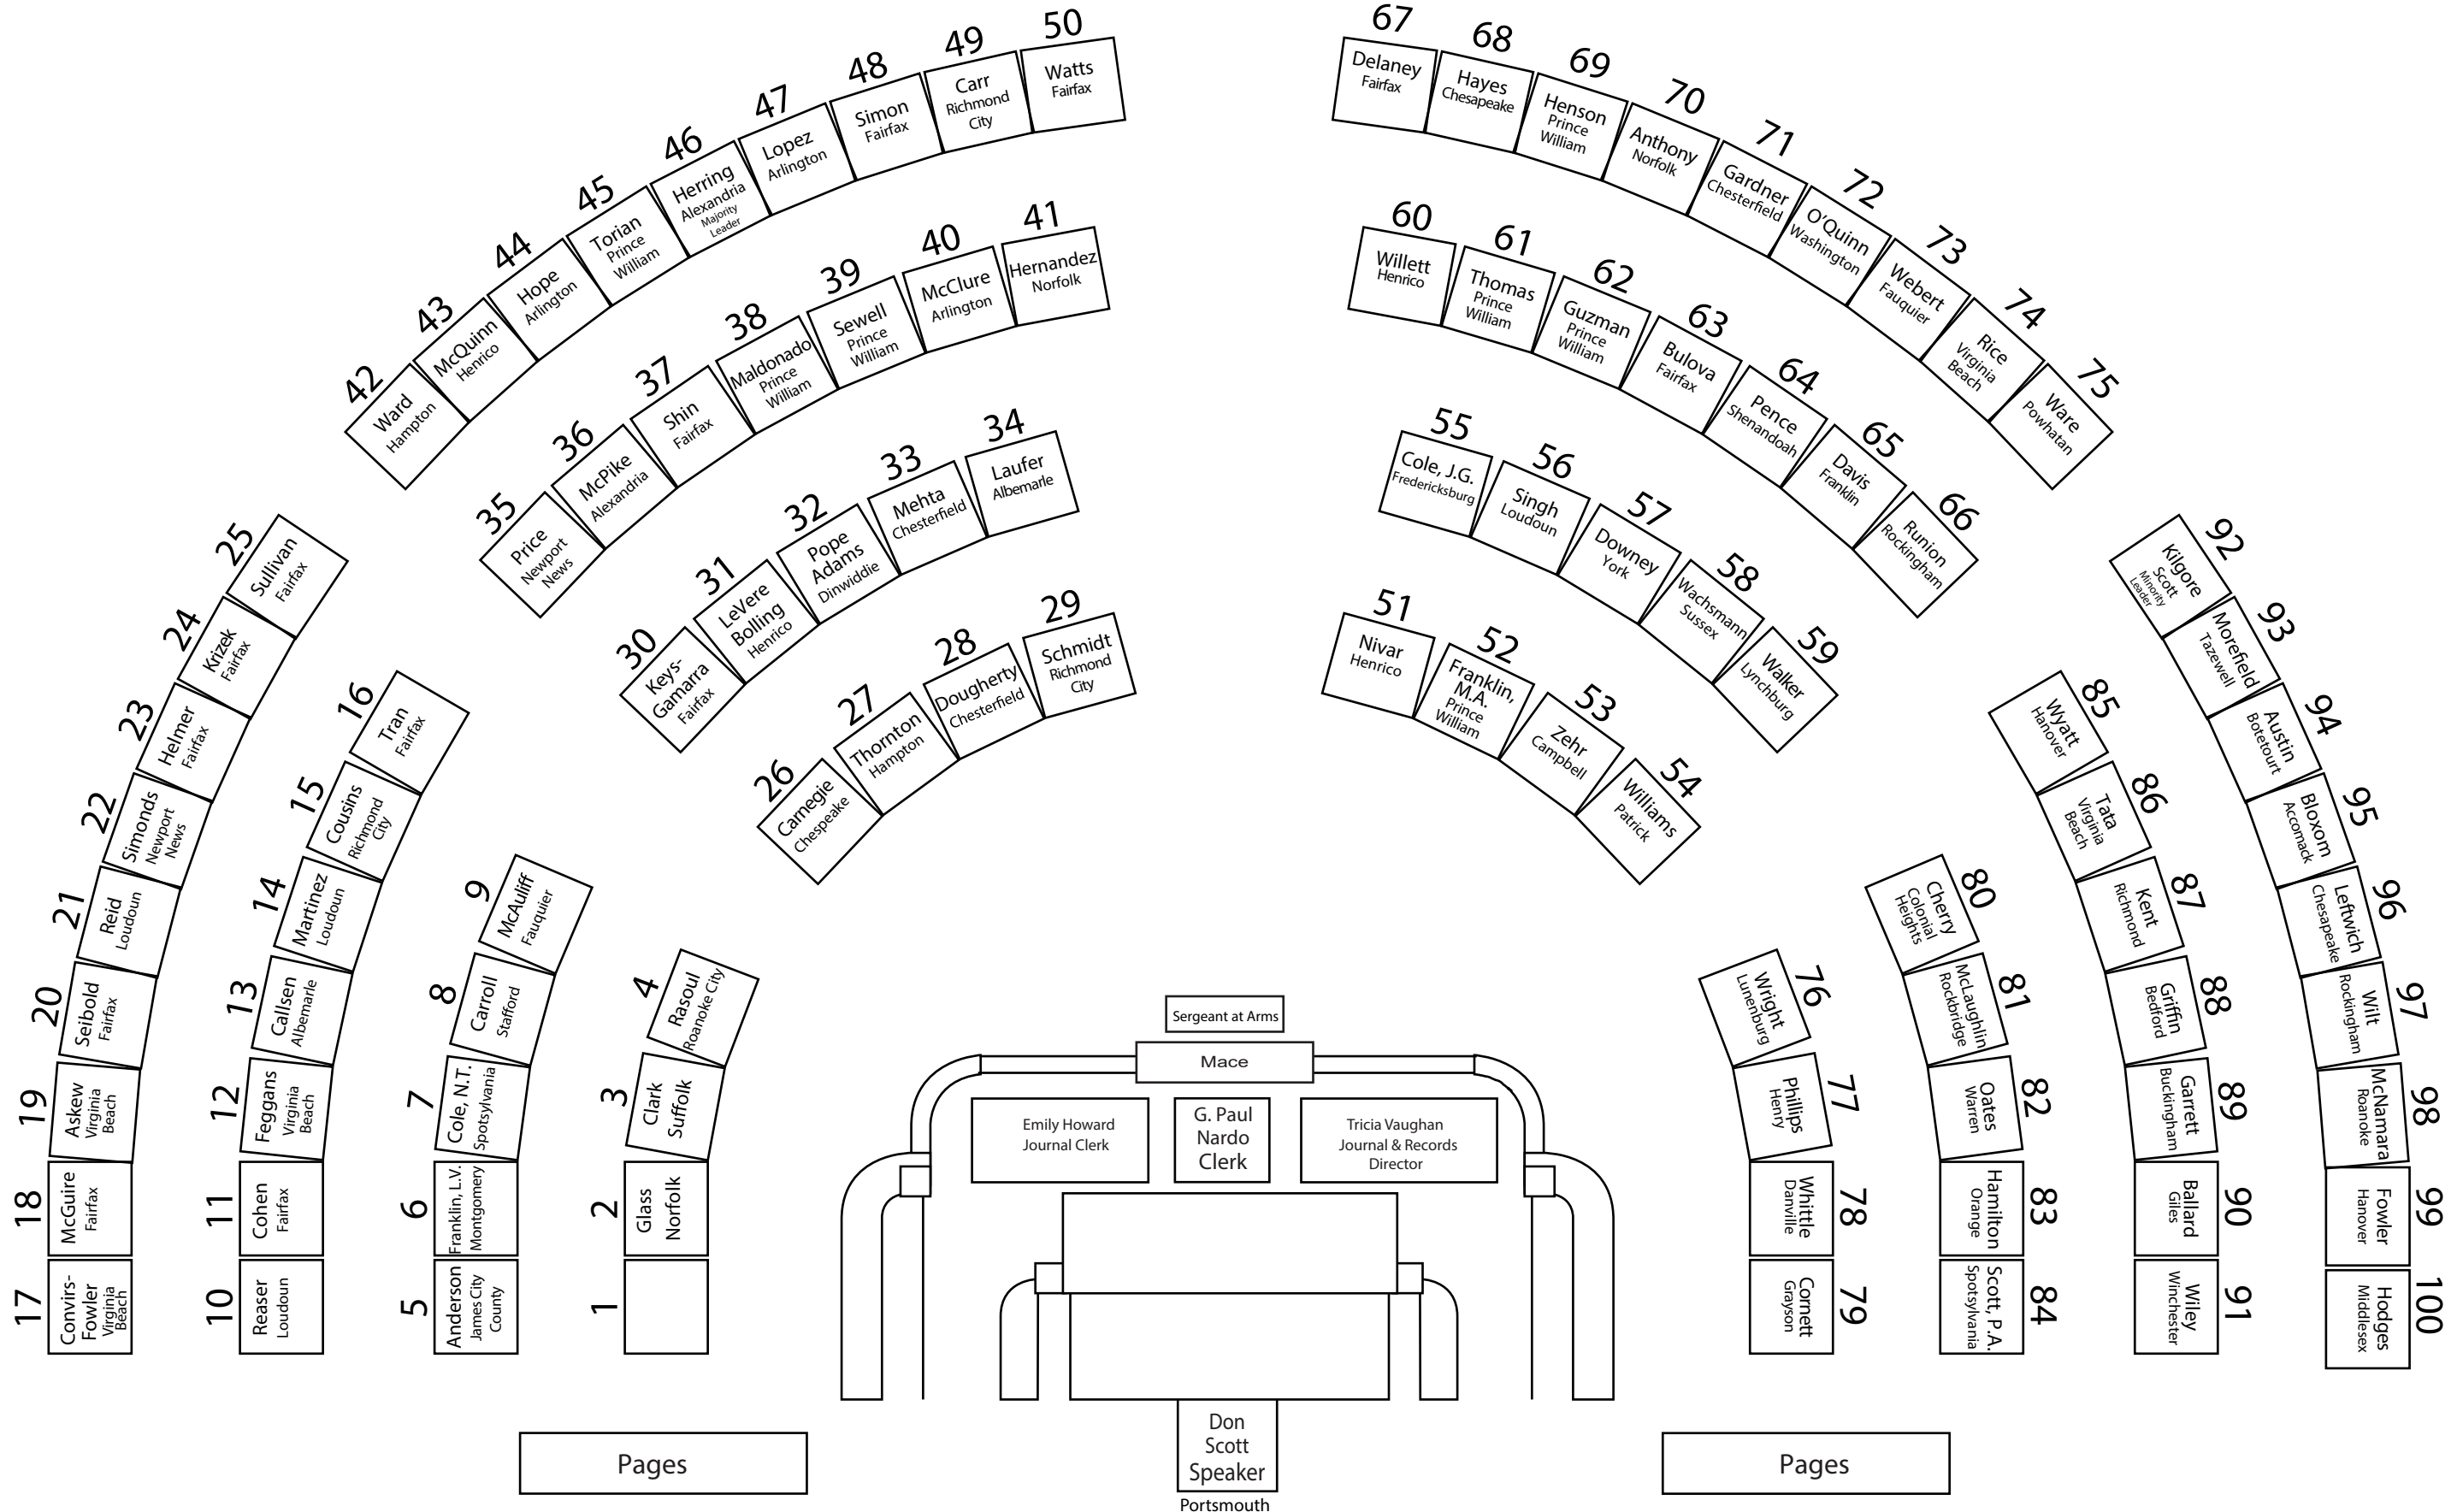 50
Watts
Fairfax
49
Carr
Richmond
City
48
Simon
Fairfax
47
Lopez
Arlington
46
Herring
Alexandria
Majority
Leader
45
Torian
Prince
William
44
Hope
Arlington
43
McQuinn
Henrico
42
Ward
Hampton
67
Delaney
Fairfax
68
Hayes
Chesapeake
69
Henson
Prince
William
70
Anthony
Norfolk
71
Gardner
Chesterfield
72
O'Quinn
Washington
73
Webert
Fauquier
74
Rice
Virginia
Beach
75
Ware
Powhatan
41
Hernandez
Norfolk
40
McClure
Arlington
39
Sewell
Prince
William
38
Maldonado
Prince
William
37
Shin
Fairfax
36
McPike
Alexandria
35
Price
Newport
News
60
Willett
Henrico
61
Thomas
Prince
William
62
Guzman
Prince
William
63
Bulova
Fairfax
64
Pence
Shenandoah
65
Davis
Franklin
66
Runion
Rockingham
34
Laufer
Albemarle
33
Mehta
Chesterfield
32
Pope
Adams
Dinwiddie
31
LeVere
Bolling
Henrico
30
Keys-
Gamarra
Fairfax
55
Cole, J.G.
Fredericksburg
56
Singh
Loudoun
57
Downey
York
58
Wachsmann
Sussex
59
Walker
Lynchburg
29
Schmidt
Richmond
City
28
Dougherty
Chesterfield
27
Thornton
Hampton
26
Carnegie
Chespeake
51
Nivar
Henrico
52
Franklin,
M.A.
Prince
William
53
Zehr
Campbell
54
Williams
Patrick
25
Sullivan
Fairfax
24
Krizek
Fairfax
23
Helmer
Fairfax
22
Simonds
Newport
News
21
Reid
Loudoun
20
Seibold
Fairfax
19
Askew
Virginia
Beach
18
McGuire
Fairfax
17
Convirs-
Fowler
Virginia
Beach
16
Tran
Fairfax
15
Cousins
Richmond
City
14
Martinez
Loudoun
13
Callsen
Albemarle
12
Feggans
Virginia
Beach
11
Cohen
Fairfax
10
Reaser
Loudoun
9
McAuliff
Fauquier
8
Carroll
Stafford
7
Cole, N.T.
Spotsylvania
6
Franklin, L.V.
Montgomery
5
Anderson
James City
County
4
Rasoul
Roanoke City
3
Clark
Suffolk
2
Glass
Norfolk
1
76
Wright
Lunenburg
77
Phillips
Henry
78
Whittle
Danville
79
Cornett
Grayson
80
Cherry
Colonial
Heights
81
McLaughlin
Rockbridge
82
Oates
Warren
83
Hamilton
Orange
84
Scott, P.A.
Spotsylvania
85
Wyatt
Hanover
86
Tata
Virginia
Beach
87
Kent
Richmond
88
Griffin
Bedford
89
Garrett
Buckingham
90
Ballard
Giles
91
Wiley
Winchester
92
Kilgore
Scott
Minority
Leader
93
Morefield
Tazewell
94
Austin
Botetourt
95
Bloxom
Accomack
96
Leftwich
Chesapeake
97
Wilt
Rockingham
98
McNamara
Roanoke
99
Fowler
Hanover
100
Hodges
Middlesex
Sergeant at Arms
Mace
Emily Howard
Journal Clerk
G. Paul
Nardo
Clerk
Tricia Vaughan
Journal & Records
Director
Don
Scott
Speaker
Portsmouth
Pages
Pages